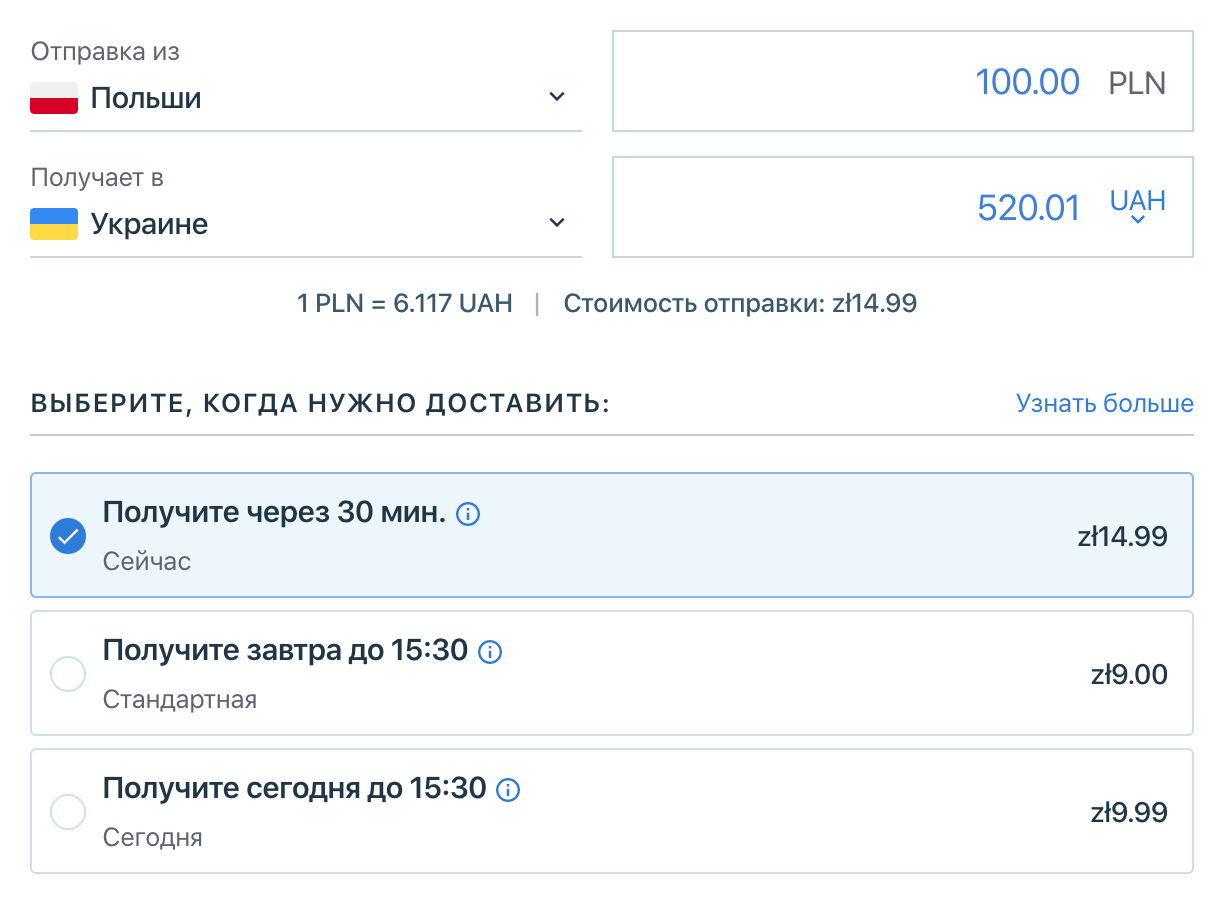 Отправка из
Польши
100.00 PLN
Получает в
Украине
520.01 UAH
1 PLN = 6.117 UAH | Стоимость отправки: zł14.99
ВЫБЕРИТЕ, КОГДА НУЖНО ДОСТАВИТЬ: Узнать больше
Получите через 30 мин.
Сейчас
zł14.99
Получите завтра до 15:30
Стандартная
zł9.00
Получите сегодня до 15:30
Сегодня
zł9.99